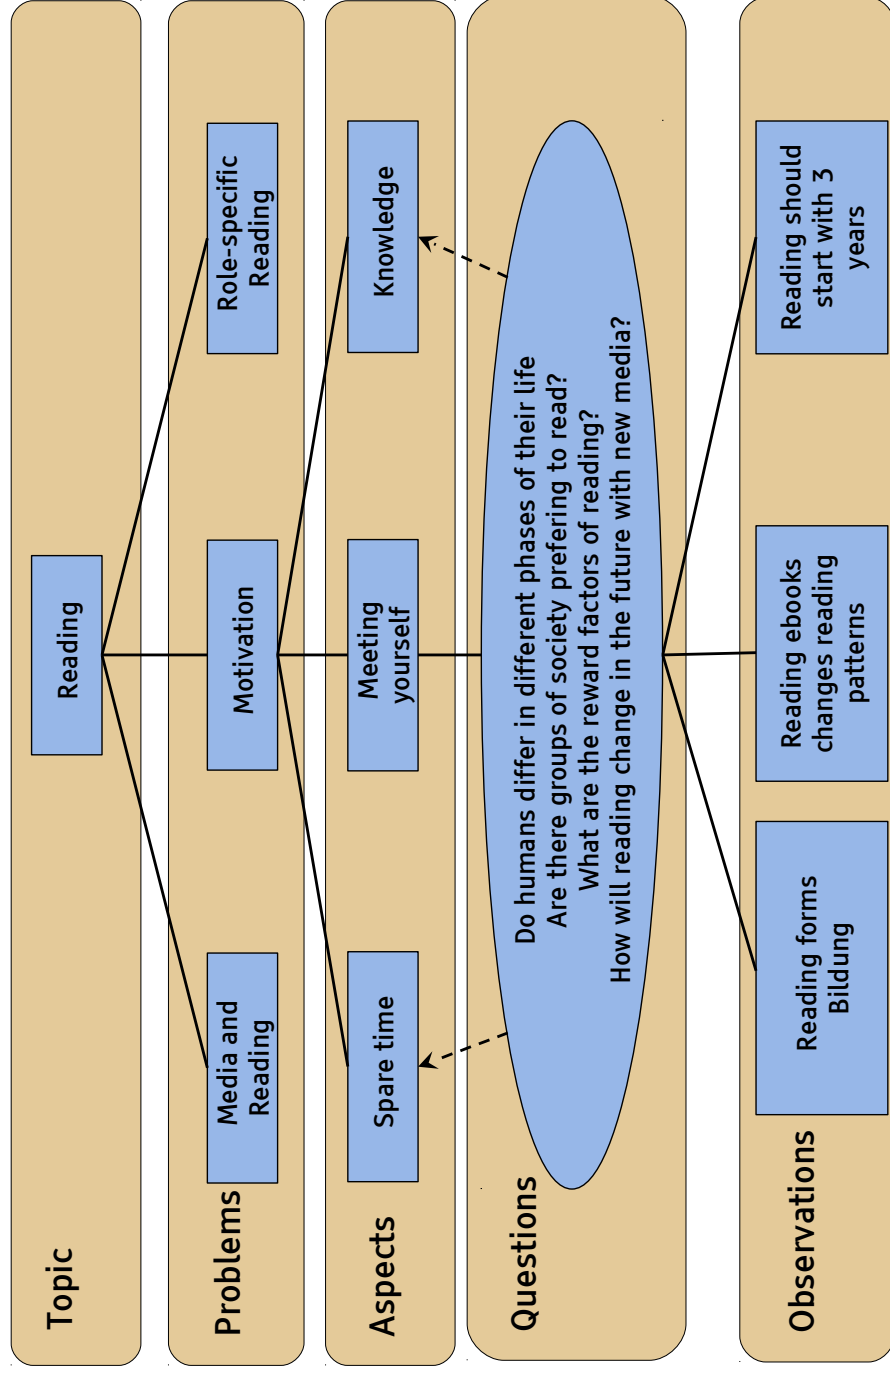 Topic
Reading
Problems
Media and
Reading
Motivation
Role-specific
Reading
Aspects
Spare time
Meeting
yourself
Knowledge
Questions
Do humans differ in different phases of their life
Are there groups of society prefering to read?
What are the reward factors of reading?
How will reading change in the future with new media?
Observations
Reading forms
Bildung
Reading ebooks
changes reading
patterns
Reading should
start with 3
years